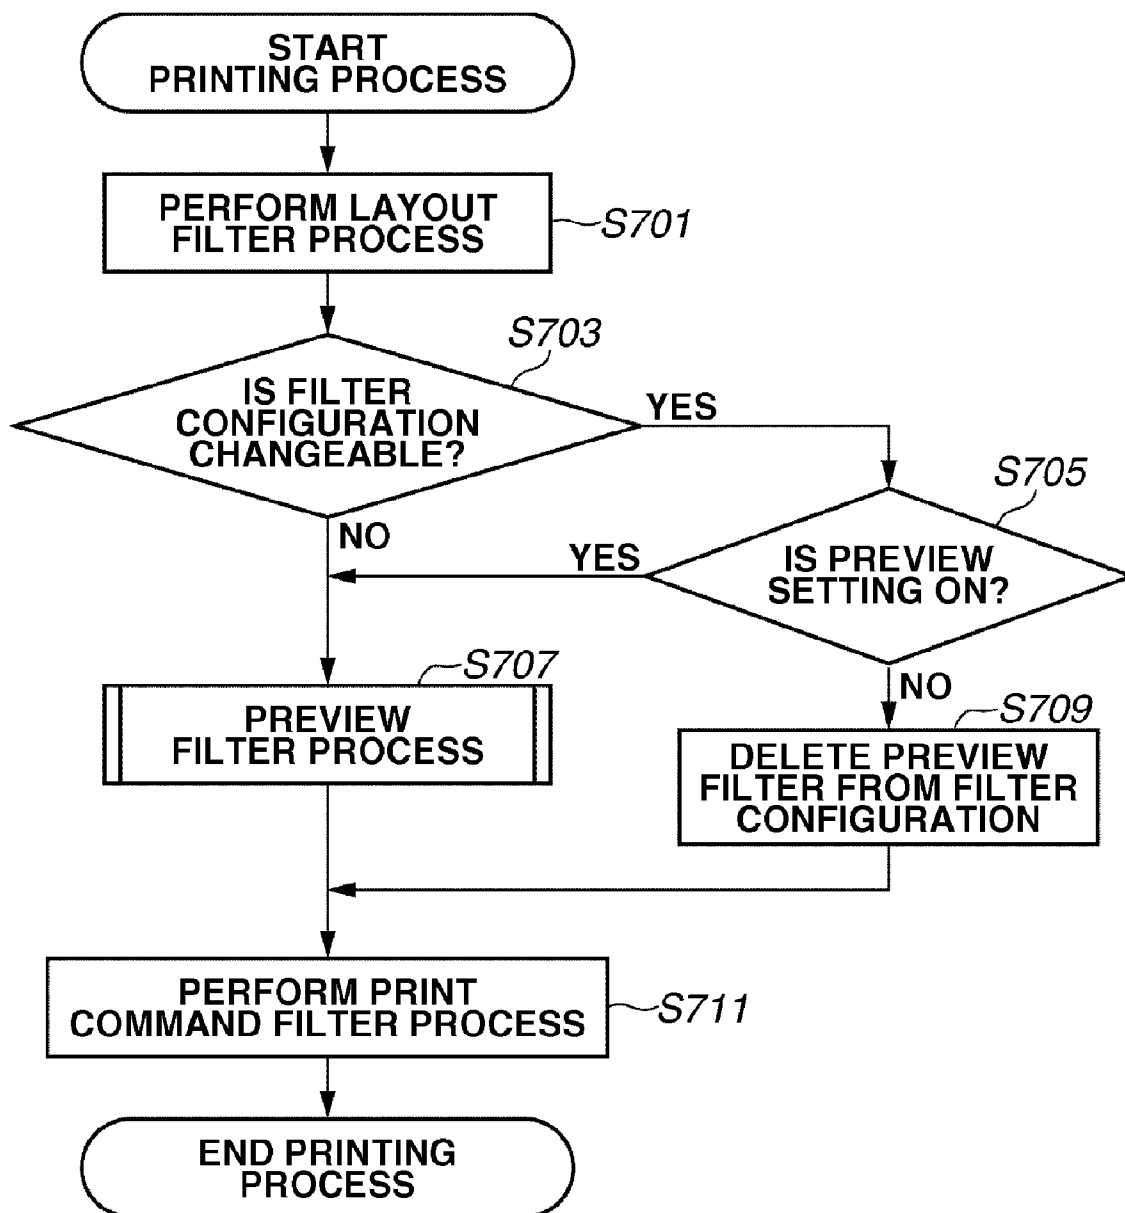 START
PRINTING PROCESS
PERFORM LAYOUT
FILTER PROCESS
S701
S703
IS FILTER
CONFIGURATION
CHANGEABLE?
YES
NO
S705
IS PREVIEW
SETTING ON?
YES
NO
S707
PREVIEW
FILTER PROCESS
S709
DELETE PREVIEW
FILTER FROM FILTER
CONFIGURATION
PERFORM PRINT
COMMAND FILTER PROCESS
S711
END PRINTING
PROCESS